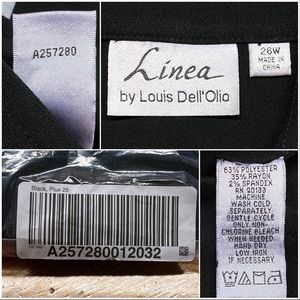 A257280
Linea
by Louis Dell'Olio
26W
MADE IN
CHINA
Black, Plus 26
A257280012032
63% POLYESTER
35% RAYON
2% SPANDEX
RN 90133
MACHINE
WASH COLD
SEPARATELY
GENTLE CYCLE
ONLY NON-
CHLORINE BLEACH
WHEN NEEDED
HANG DRY
LOW IRON
IF NECESSARY